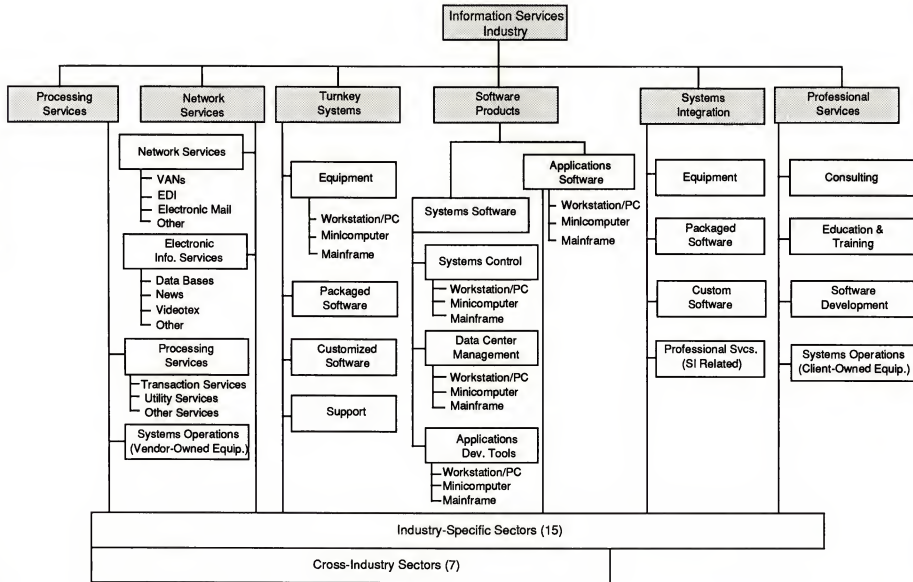 Information Services
Industry
Processing
Services
Network
Services
Turnkey
Systems
Software
Products
Systems
Integration
Professional
Services
Network Services
VANs
EDI
Electronic Mail
Other
Electronic
Info. Services
Data Bases
News
Videotex
Other
Processing
Services
Transaction Services
Utility Services
Other Services
Systems Operations
(Vendor-Owned Equip.)
Equipment
Workstation/PC
Minicomputer
Mainframe
Packaged
Software
Customized
Software
Support
Systems Software
Systems Control
Workstation/PC
Minicomputer
Mainframe
Data Center
Management
Workstation/PC
Minicomputer
Mainframe
Applications
Dev. Tools
Workstation/PC
Minicomputer
Mainframe
Applications
Software
Workstation/PC
Minicomputer
Mainframe
Equipment
Packaged
Software
Custom
Software
Professional Svcs.
(SI Related)
Consulting
Education &
Training
Software
Development
Systems Operations
(Client-Owned Equip.)
Industry-Specific Sectors (15)
Cross-Industry Sectors (7)